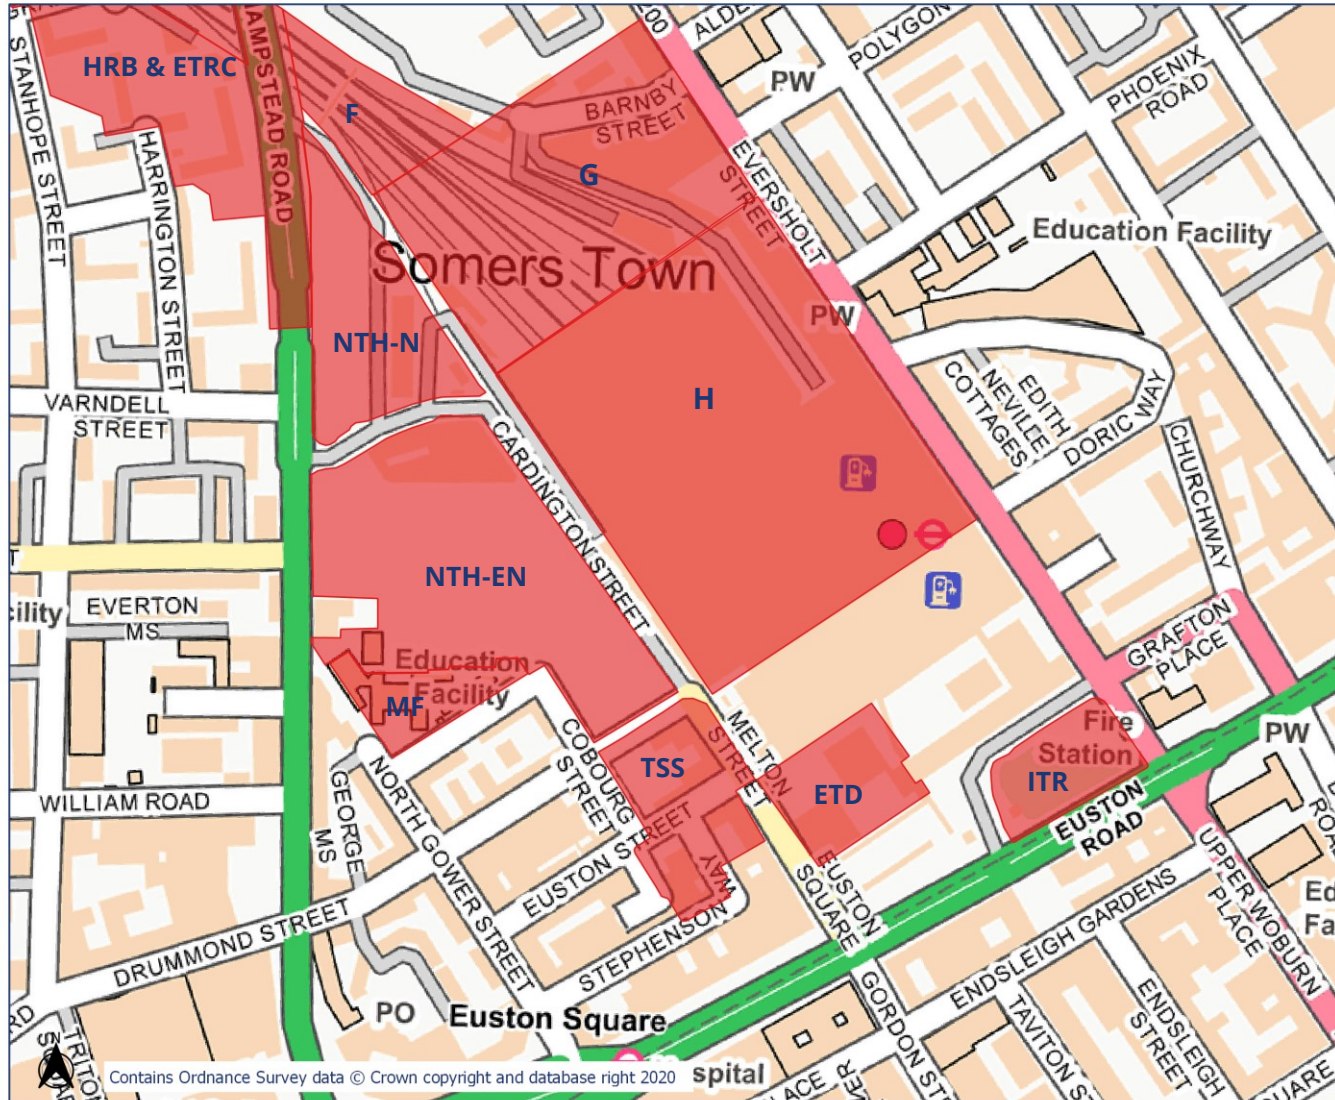 HRB & ETRC
HAMPSTEAD ROAD
STANHOPE STREET
HARRINGTON STREET
F
BARNBY
STREET
G
ALDE
POLYGON
PW
PHOENIX
ROAD
EVERSHOLT
STREET
Education Facility
Somers Town
NTH-N
PW
H
VARNDELL
STREET
COTTAGES
NEVILLE
EDITH
DORIC WAY
CHURCHWAY
CARDINGTON STREET
NTH-EN
EVERTON
MS
cility
Education
Facility
MF
GRAFTON
PLACE
Fire
Station
ITR
PW
COBOURG
STREET
MELTON
STREET
TSS
ETD
EUSTON
ROAD
WILLIAM ROAD
GEORGE
MS
NORTH GOWER STREET
EUSTON STREET
STEPHENSON
WAY
EUSTON
SQUARE
UPPER WOBURN
PLACE
DRUMMOND STREET
ENDSLEIGH GARDENS
PO
Euston Square
GORDON ST
TAVITON S
ENDSLEIGH
STREET
Contains Ordnance Survey data © Crown copyright and database right 2020
spital